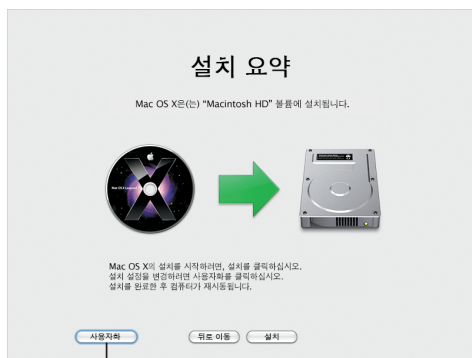 설치 요약
Mac OS X은(는) “Macintosh HD” 볼륨에 설치됩니다.
Mac OS X Leopard
Mac OS X의 설치를 시작하려면, 설치를 클릭하십시오.
설치 설정을 변경하려면 사용자화를 클릭하십시오.
설치를 완료한 후 컴퓨터가 재시동됩니다.
사용자화
뒤로 이동
설치